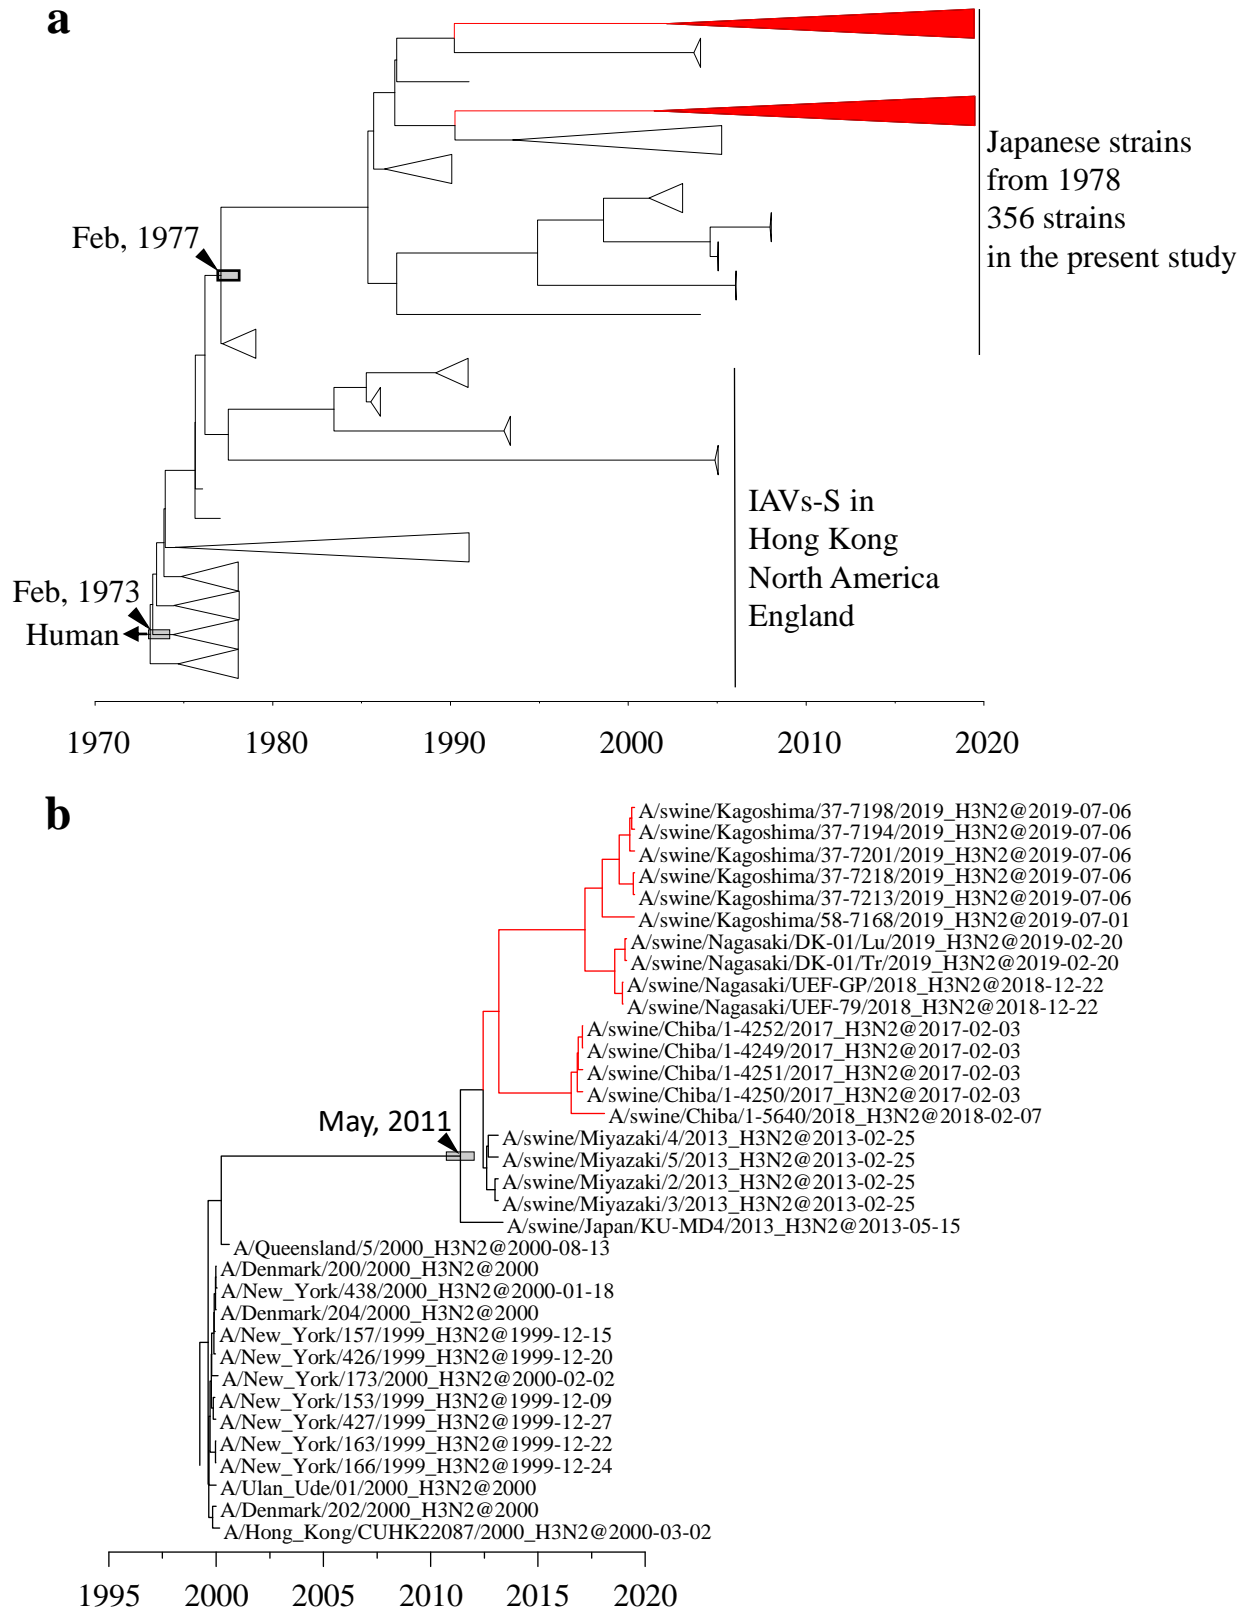 a
Japanese strains
from 1978
356 strains
in the present study
Feb, 1977
IAVs-S in
Hong Kong
North America
England
Feb, 1973
Human
1970 1980 1990 2000 2010 2020
b
A/swine/Kagoshima/37-7198/2019_H3N2@2019-07-06
A/swine/Kagoshima/37-7194/2019_H3N2@2019-07-06
A/swine/Kagoshima/37-7201/2019_H3N2@2019-07-06
A/swine/Kagoshima/37-7218/2019_H3N2@2019-07-06
A/swine/Kagoshima/37-7213/2019_H3N2@2019-07-06
A/swine/Kagoshima/58-7168/2019_H3N2@2019-07-01
A/swine/Nagasaki/DK-01/Lu/2019_H3N2@2019-02-20
A/swine/Nagasaki/DK-01/Tr/2019_H3N2@2019-02-20
A/swine/Nagasaki/UEF-GP/2018_H3N2@2018-12-22
A/swine/Nagasaki/UEF-79/2018_H3N2@2018-12-22
A/swine/Chiba/1-4252/2017_H3N2@2017-02-03
A/swine/Chiba/1-4249/2017_H3N2@2017-02-03
A/swine/Chiba/1-4251/2017_H3N2@2017-02-03
A/swine/Chiba/1-4250/2017_H3N2@2017-02-03
A/swine/Chiba/1-5640/2018_H3N2@2018-02-07
May, 2011
A/swine/Miyazaki/4/2013_H3N2@2013-02-25
A/swine/Miyazaki/5/2013_H3N2@2013-02-25
A/swine/Miyazaki/2/2013_H3N2@2013-02-25
A/swine/Miyazaki/3/2013_H3N2@2013-02-25
A/swine/Japan/KU-MD4/2013_H3N2@2013-05-15
A/Queensland/5/2000_H3N2@2000-08-13
A/Denmark/200/2000_H3N2@2000
A/New_York/438/2000_H3N2@2000-01-18
A/Denmark/204/2000_H3N2@2000
A/New_York/157/1999_H3N2@1999-12-15
A/New_York/426/1999_H3N2@1999-12-20
A/New_York/173/2000_H3N2@2000-02-02
A/New_York/153/1999_H3N2@1999-12-09
A/New_York/427/1999_H3N2@1999-12-27
A/New_York/163/1999_H3N2@1999-12-22
A/New_York/166/1999_H3N2@1999-12-24
A/Ulan_Ude/01/2000_H3N2@2000
A/Denmark/202/2000_H3N2@2000
A/Hong_Kong/CUHK22087/2000_H3N2@2000-03-02
1995 2000 2005 2010 2015 2020